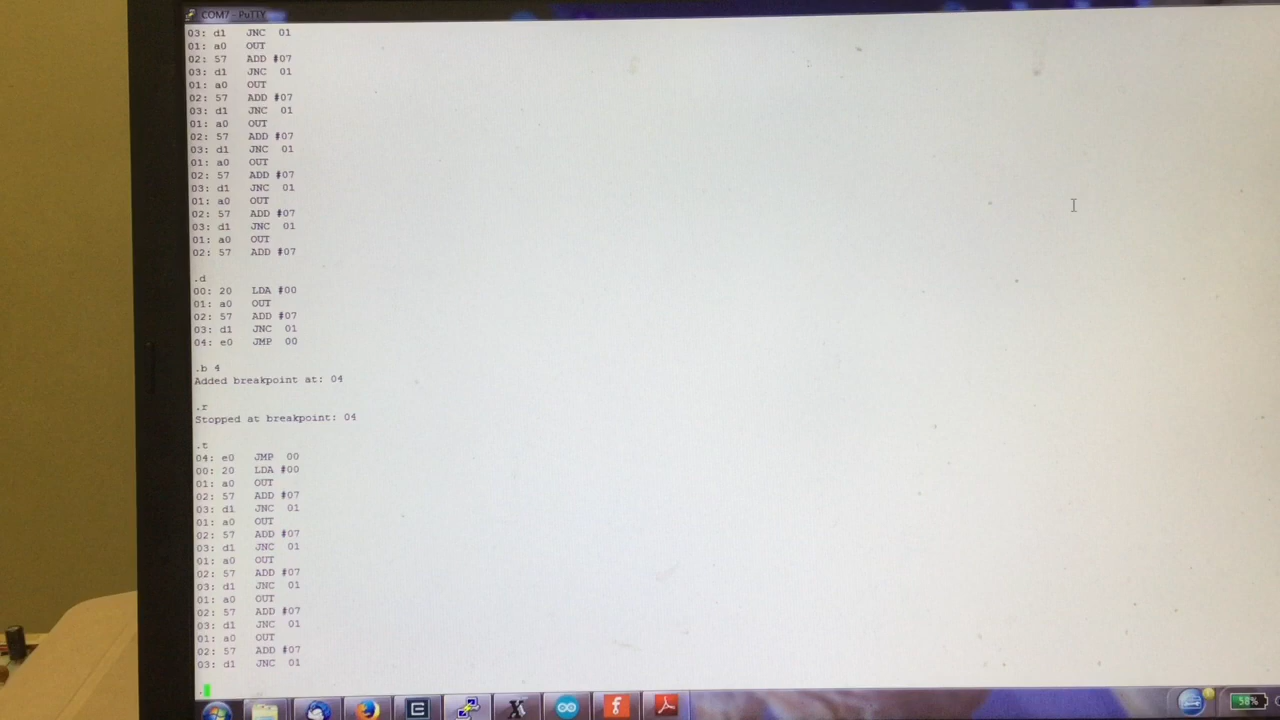 COM7 - PuTTY
03: d1 JNC 01
01: a0 OUT
02: 57 ADD #07
03: d1 JNC 01
01: a0 OUT
02: 57 ADD #07
03: d1 JNC 01
01: a0 OUT
02: 57 ADD #07
03: d1 JNC 01
01: a0 OUT
02: 57 ADD #07
03: d1 JNC 01
01: a0 OUT
02: 57 ADD #07
03: d1 JNC 01
01: a0 OUT
02: 57 ADD #07
.d
00: 20 LDA #00
01: a0 OUT
02: 57 ADD #07
03: d1 JNC 01
04: e0 JMP 00
.b 4
Added breakpoint at: 04
.r
Stopped at breakpoint: 04
.t
04: e0 JMP 00
00: 20 LDA #00
01: a0 OUT
02: 57 ADD #07
03: d1 JNC 01
01: a0 OUT
02: 57 ADD #07
03: d1 JNC 01
01: a0 OUT
02: 57 ADD #07
03: d1 JNC 01
01: a0 OUT
02: 57 ADD #07
03: d1 JNC 01
01: a0 OUT
02: 57 ADD #07
03: d1 JNC 01
.
58%